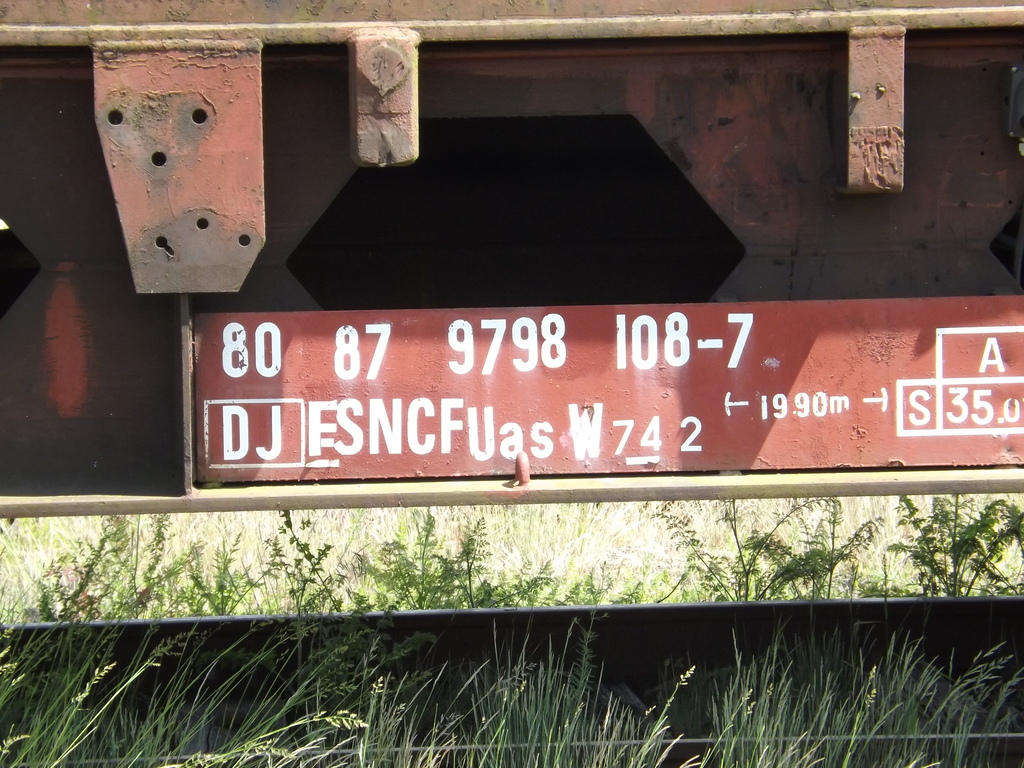 80 87 9798 108-7
DJ F SNCF Uas W 74 2 ←19.90m→
A
S 35.0